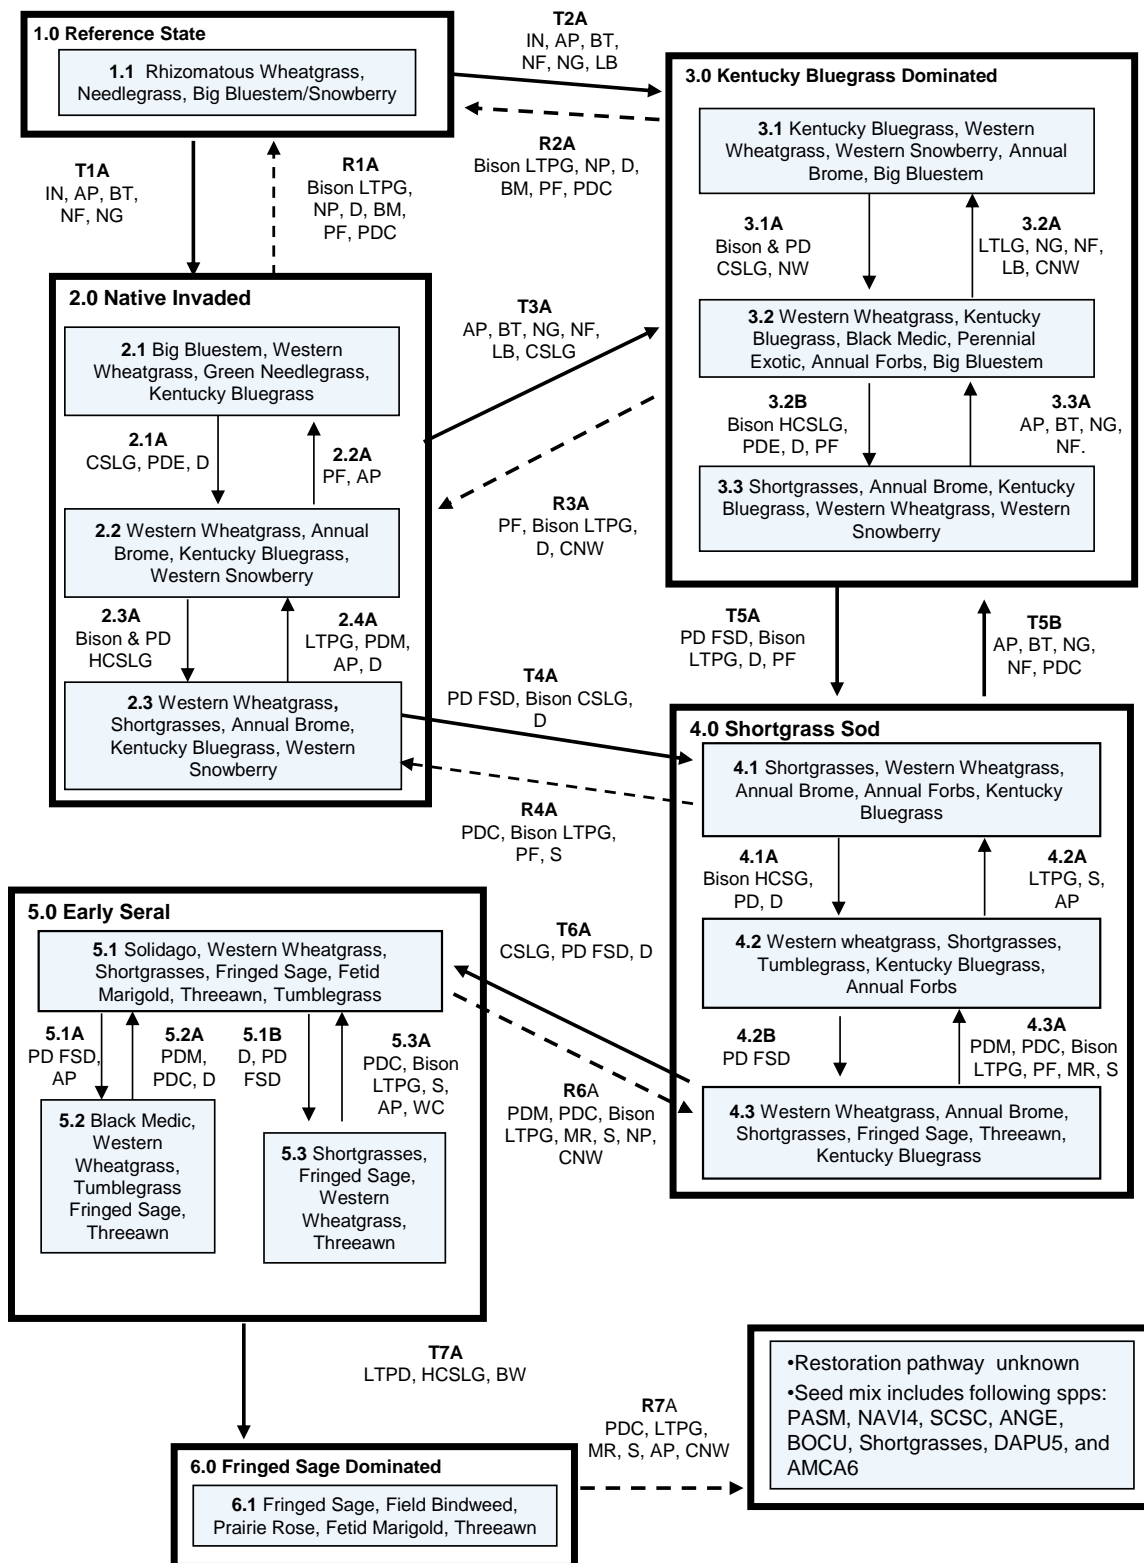 1.0 Reference State
1.1 Rhizomatous Wheatgrass,
Needlegrass, Big Bluestem/Snowberry
T2A
IN, AP, BT,
NF, NG, LB
R2A
Bison LTPG, NP, D,
BM, PF, PDC
T1A
IN, AP, BT,
NF, NG
R1A
Bison LTPG,
NP, D, BM,
PF, PDC
3.0 Kentucky Bluegrass Dominated
3.1 Kentucky Bluegrass, Western
Wheatgrass, Western Snowberry, Annual
Brome, Big Bluestem
3.1A
Bison & PD
CSLG, NW
3.2A
LTLG, NG, NF,
LB, CNW
3.2 Western Wheatgrass, Kentucky
Bluegrass, Black Medic, Perennial
Exotic, Annual Forbs, Big Bluestem
3.2B
Bison HCSLG,
PDE, D, PF
3.3A
AP, BT, NG,
NF.
3.3 Shortgrasses, Annual Brome, Kentucky
Bluegrass, Western Wheatgrass, Western
Snowberry
2.0 Native Invaded
2.1 Big Bluestem, Western
Wheatgrass, Green Needlegrass,
Kentucky Bluegrass
2.1A
CSLG, PDE, D
2.2A
PF, AP
2.2 Western Wheatgrass, Annual
Brome, Kentucky Bluegrass,
Western Snowberry
2.3A
Bison & PD
HCSLG
2.4A
LTPG, PDM,
AP, D
2.3 Western Wheatgrass,
Shortgrasses, Annual Brome,
Kentucky Bluegrass, Western
Snowberry
T3A
AP, BT, NG, NF,
LB, CSLG
R3A
PF, Bison LTPG,
D, CNW
T4A
PD FSD, Bison CSLG,
D
R4A
PDC, Bison LTPG,
PF, S
T5A
PD FSD, Bison
LTPG, D, PF
T5B
AP, BT, NG,
NF, PDC
4.0 Shortgrass Sod
4.1 Shortgrasses, Western Wheatgrass,
Annual Brome, Annual Forbs, Kentucky
Bluegrass
4.1A
Bison HCSG,
PD, D
4.2A
LTPG, S,
AP
4.2 Western wheatgrass, Shortgrasses,
Tumblegrass, Kentucky Bluegrass,
Annual Forbs
4.2B
PD FSD
4.3A
PDM, PDC, Bison
LTPG, PF, MR, S
4.3 Western Wheatgrass, Annual Brome,
Shortgrasses, Fringed Sage, Threeawn,
Kentucky Bluegrass
5.0 Early Seral
5.1 Solidago, Western Wheatgrass,
Shortgrasses, Fringed Sage, Fetid
Marigold, Threeawn, Tumblegrass
5.1A
PD FSD,
AP
5.2A
PDM,
PDC, D
5.1B
D, PD
FSD
5.3A
PDC, Bison
LTPG, S,
AP, WC
5.2 Black Medic,
Western
Wheatgrass,
Tumblegrass
Fringed Sage,
Threeawn
5.3 Shortgrasses,
Fringed Sage,
Western
Wheatgrass,
Threeawn
T6A
CSLG, PD FSD, D
R6A
PDM, PDC, Bison
LTPG, MR, S, NP,
CNW
T7A
LTPD, HCSLG, BW
6.0 Fringed Sage Dominated
6.1 Fringed Sage, Field Bindweed,
Prairie Rose, Fetid Marigold, Threeawn
R7A
PDC, LTPG,
MR, S, AP, CNW
•Restoration pathway unknown
•Seed mix includes following spps:
PASM, NAVI4, SCSC, ANGE,
BOCU, Shortgrasses, DAPU5, and
AMCA6